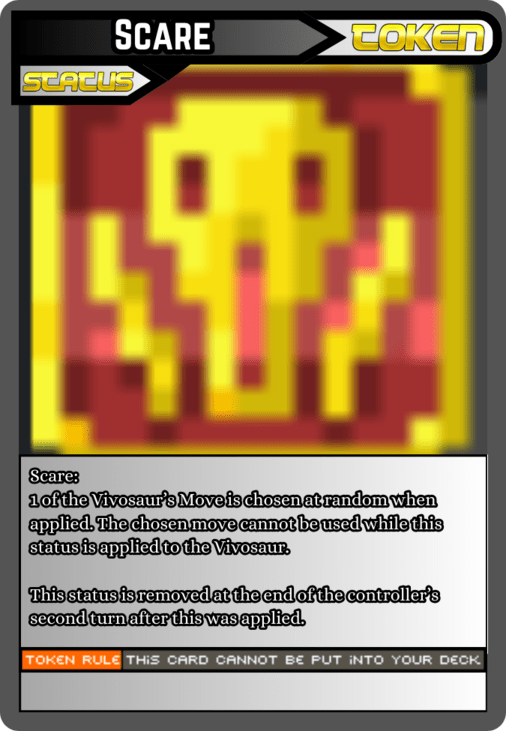 Scare
TOKEN
STATUS
Scare:
1 of the Vivosaur's Move is chosen at random when
applied. The chosen move cannot be used while this
status is applied to the Vivosaur.
This status is removed at the end of the controller's
second turn after this was applied.
TOKEN RULE THIS CARD CANNOT BE PUT INTO YOUR DECK